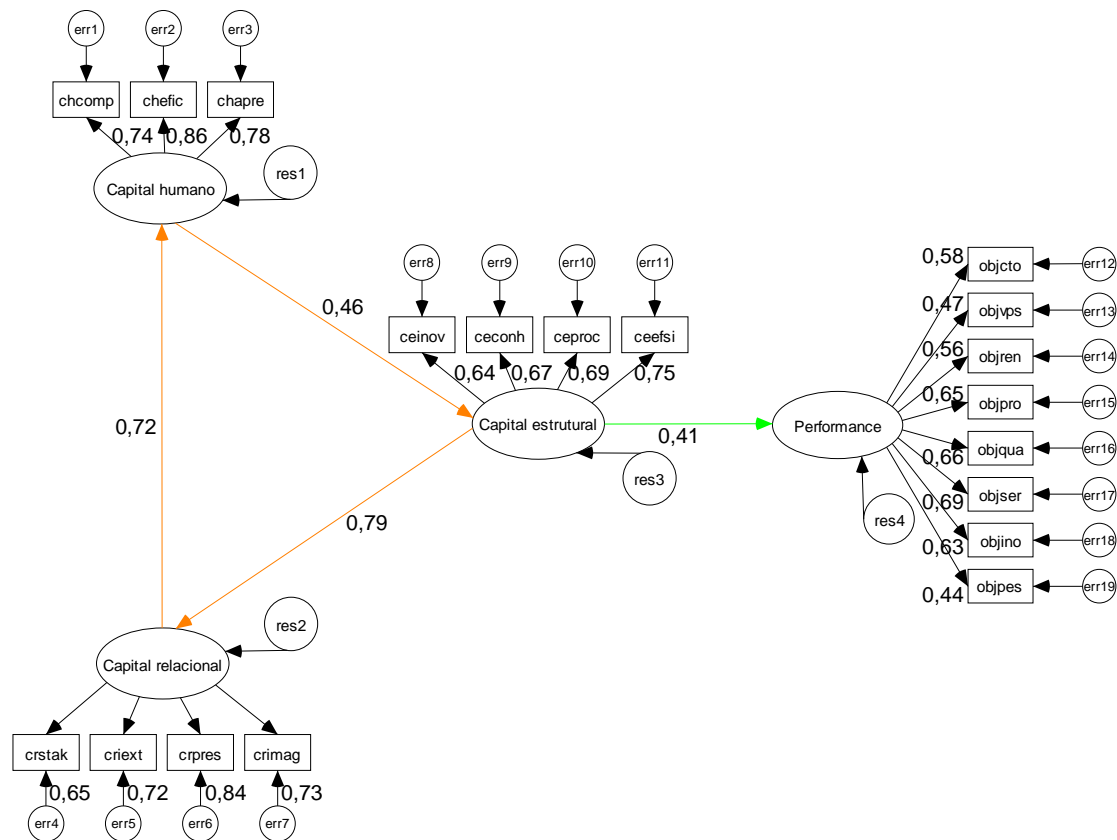 err1 err2 err3
chcomp chefic chapre
0,74 0,86 0,78
Capital humano
res1
0,46
err8 err9 err10 err11
ceinov ceconh ceproc ceefsi
0,64 0,67 0,69 0,75
Capital estrutural
res3
0,41
Performance
res4
0,58 objcto err12
0,47 objvps err13
0,56 objren err14
0,65 objpro err15
0,66 objqua err16
0,69 objser err17
0,63 objino err18
0,44 objpes err19
0,72
0,79
res2
Capital relacional
crstak criext crpres crimag
0,65 0,72 0,84 0,73
err4 err5 err6 err7